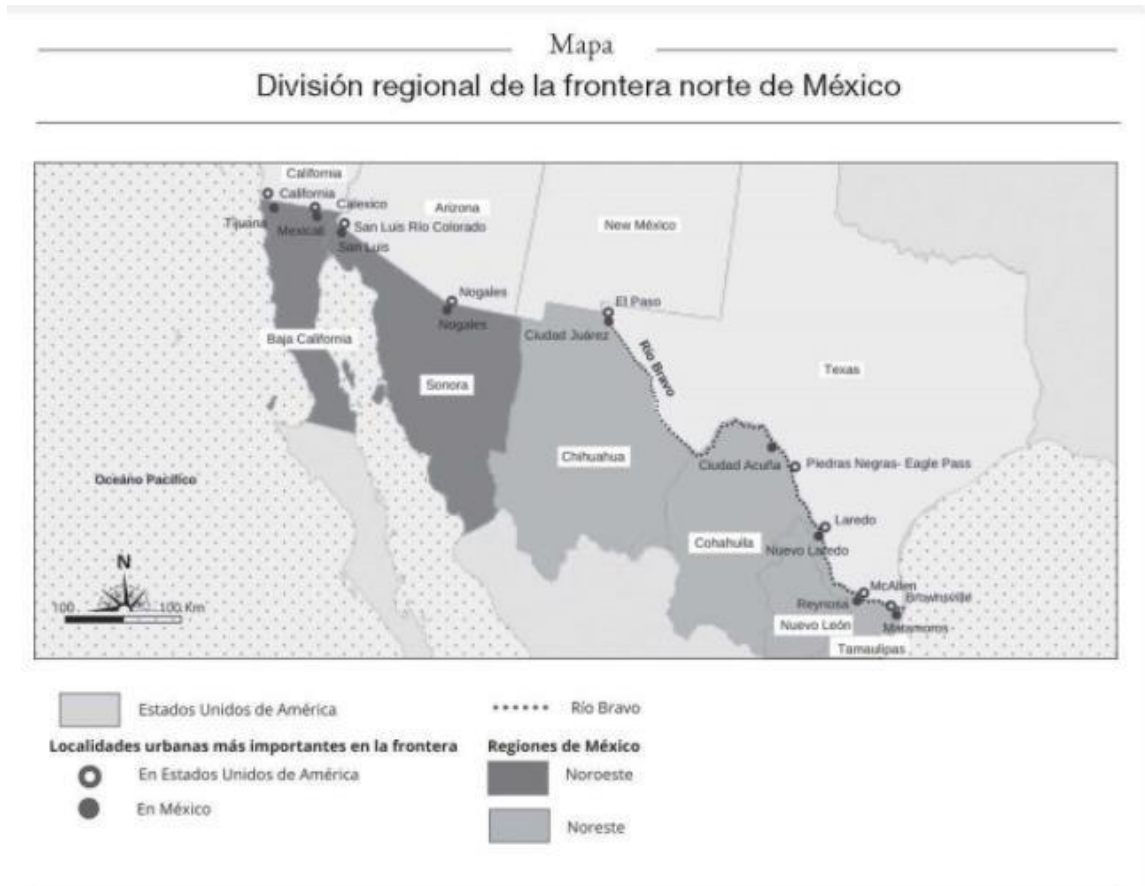 Mapa
División regional de la frontera norte de México
California
California
Calexico
Tijuana
Mexicali
San Luis Río Colorado
San Luis
Arizona
New México
Nogales
Nogales
El Paso
Ciudad Juárez
Río Bravo
Baja California
Sonora
Texas
Chihuahua
Ciudad Acuña
Piedras Negras- Eagle Pass
Océano Pacífico
Laredo
Cohahuila
Nuevo Laredo
N
McAllen
Brownsville
100
100 Km
Reynosa
Nuevo León
Matamoros
Tamaulipas
Estados Unidos de América
Río Bravo
Localidades urbanas más importantes en la frontera
Regiones de México
En Estados Unidos de América
Noroeste
En México
Noreste